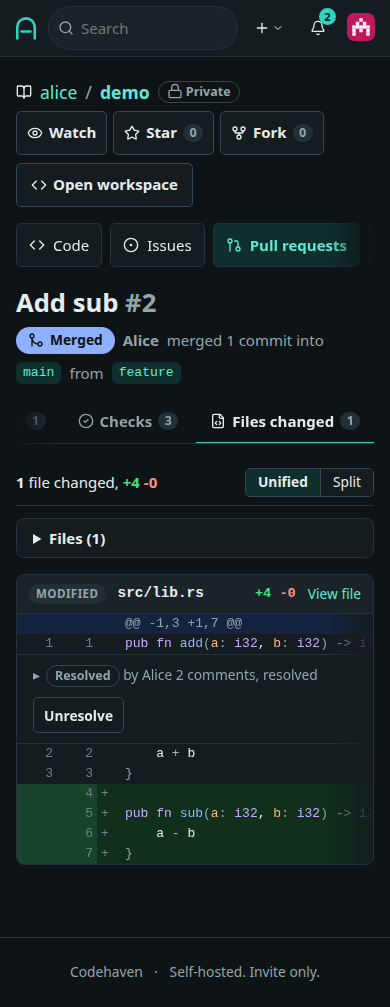 Search
2
alice / demo Private
Watch Star 0 Fork 0
Open workspace
Code Issues Pull requests
Add sub #2
Merged Alice merged 1 commit into
main from feature
1 Checks 3 Files changed 1
1 file changed, +4 -0 Unified Split
Files (1)
MODIFIED src/lib.rs +4 -0 View file
@@ -1,3 +1,7 @@
1 1 pub fn add(a: i32, b: i32) -> i3
Resolved by Alice 2 comments, resolved
Unresolve
2 2 a + b
3 3 }
4 +
5 + pub fn sub(a: i32, b: i32) -> i3
6 + a - b
7 + }
Codehaven · Self-hosted. Invite only.